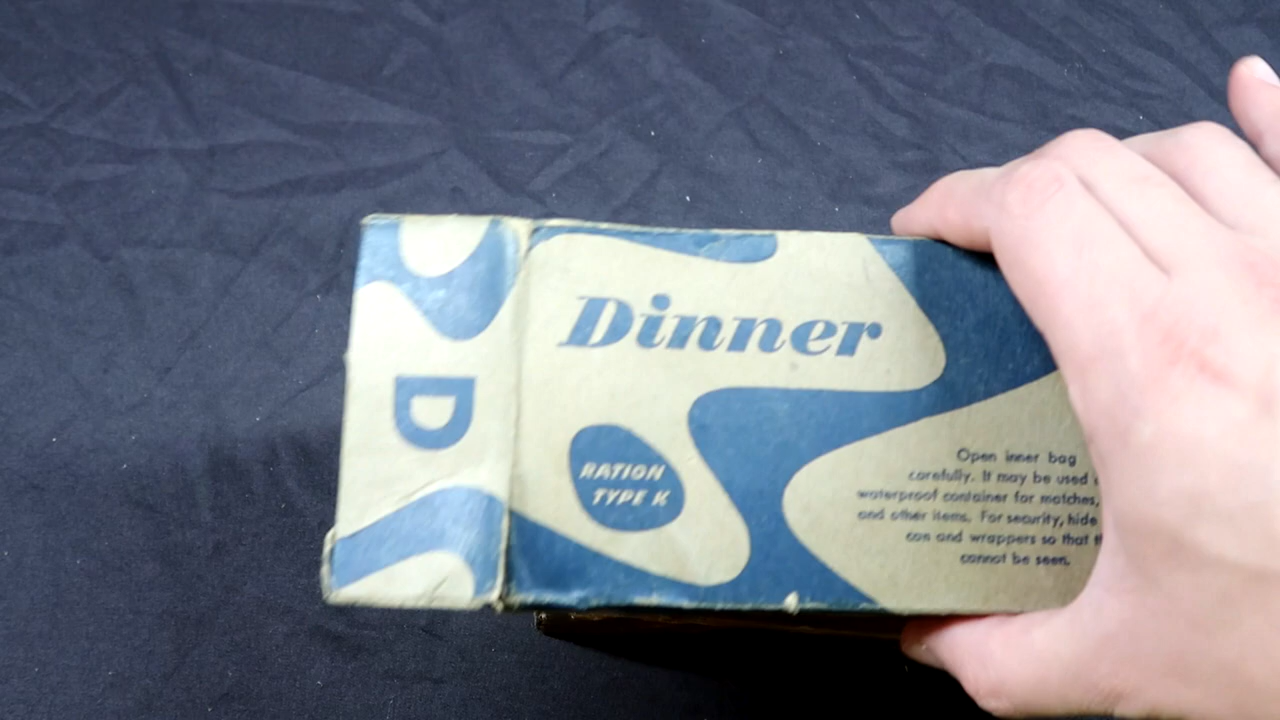 D
Dinner
RATION
TYPE K
Open inner bag
carefully. It may be used
waterproof container for matches,
and other items. For security, hide
can and wrappers so that
cannot be seen.